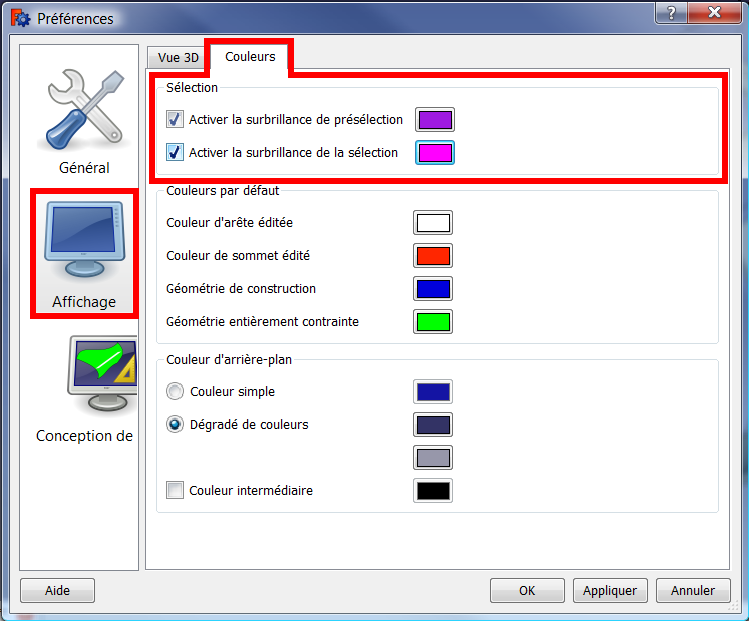 Préférences
?
Vue 3D
Couleurs
Général
Affichage
Conception de
Sélection
Activer la surbrillance de présélection
Activer la surbrillance de la sélection
Couleurs par défaut
Couleur d'arête éditée
Couleur de sommet édité
Géométrie de construction
Géométrie entièrement contrainte
Couleur d'arrière-plan
Couleur simple
Dégradé de couleurs
Couleur intermédiaire
Aide
OK
Appliquer
Annuler